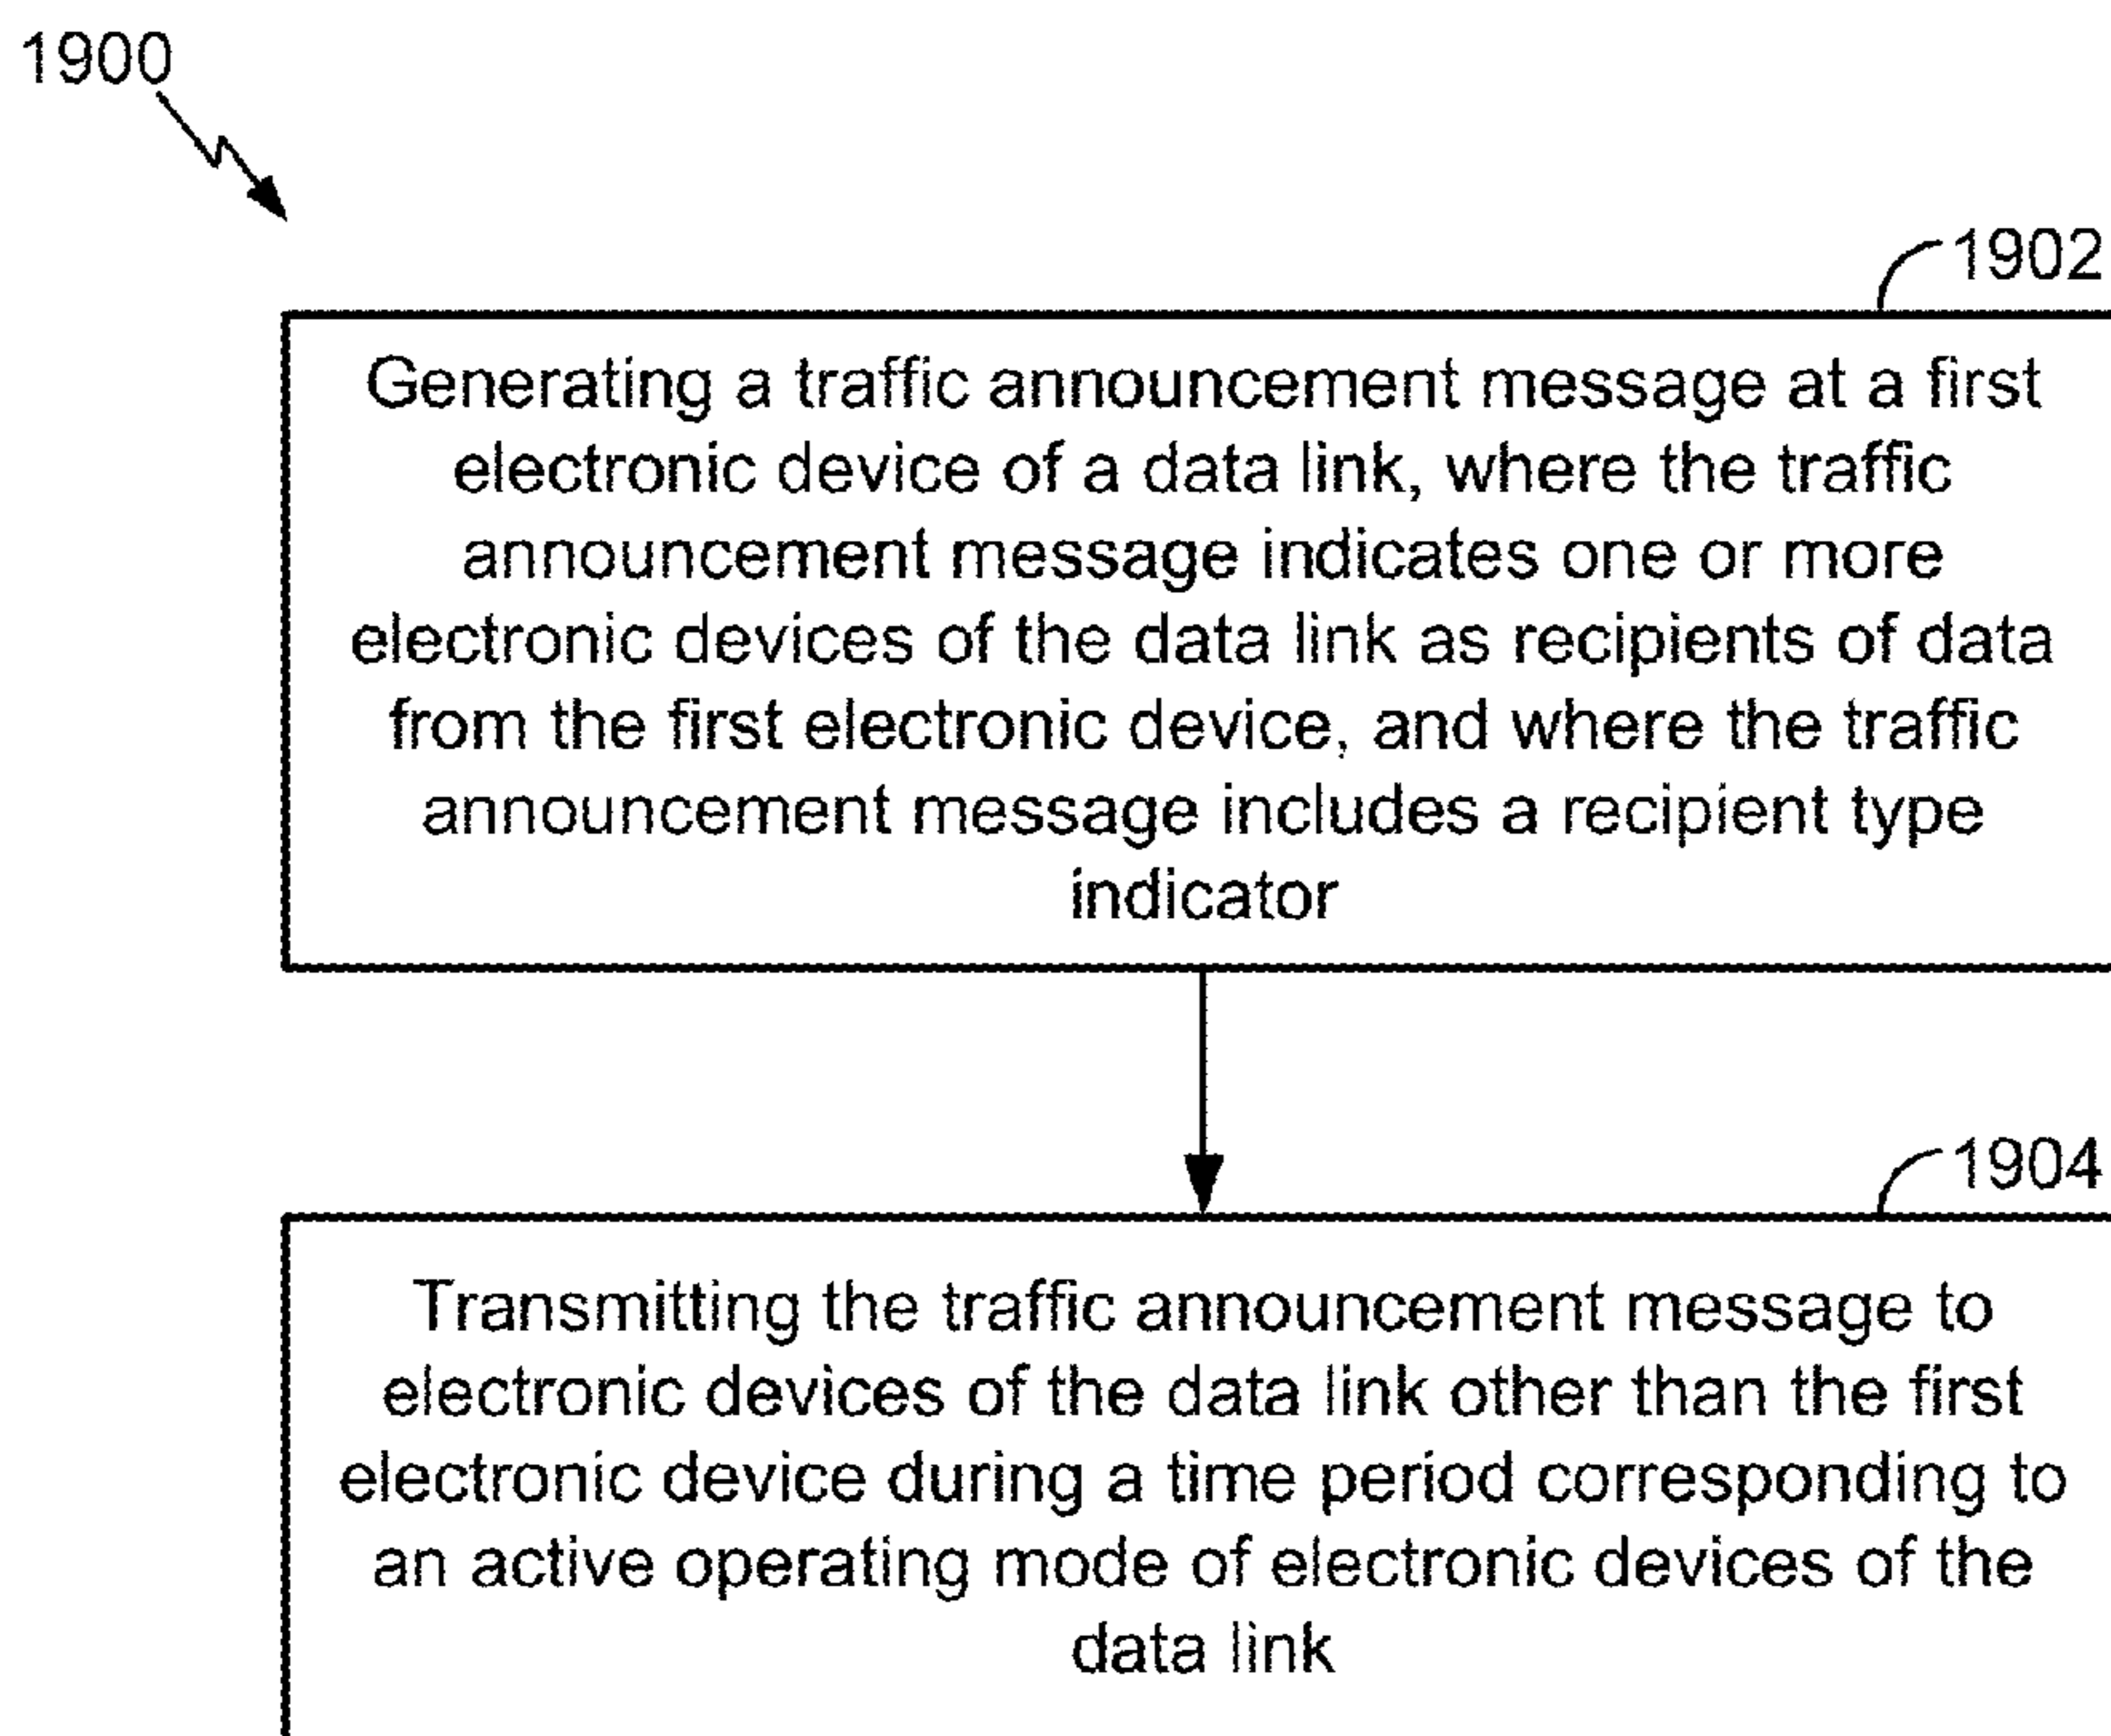 1900
1902
Generating a traffic announcement message at a first
electronic device of a data link, where the traffic
announcement message indicates one or more
electronic devices of the data link as recipients of data
from the first electronic device, and where the traffic
announcement message includes a recipient type
indicator
1904
Transmitting the traffic announcement message to
electronic devices of the data link other than the first
electronic device during a time period corresponding to
an active operating mode of electronic devices of the
data link